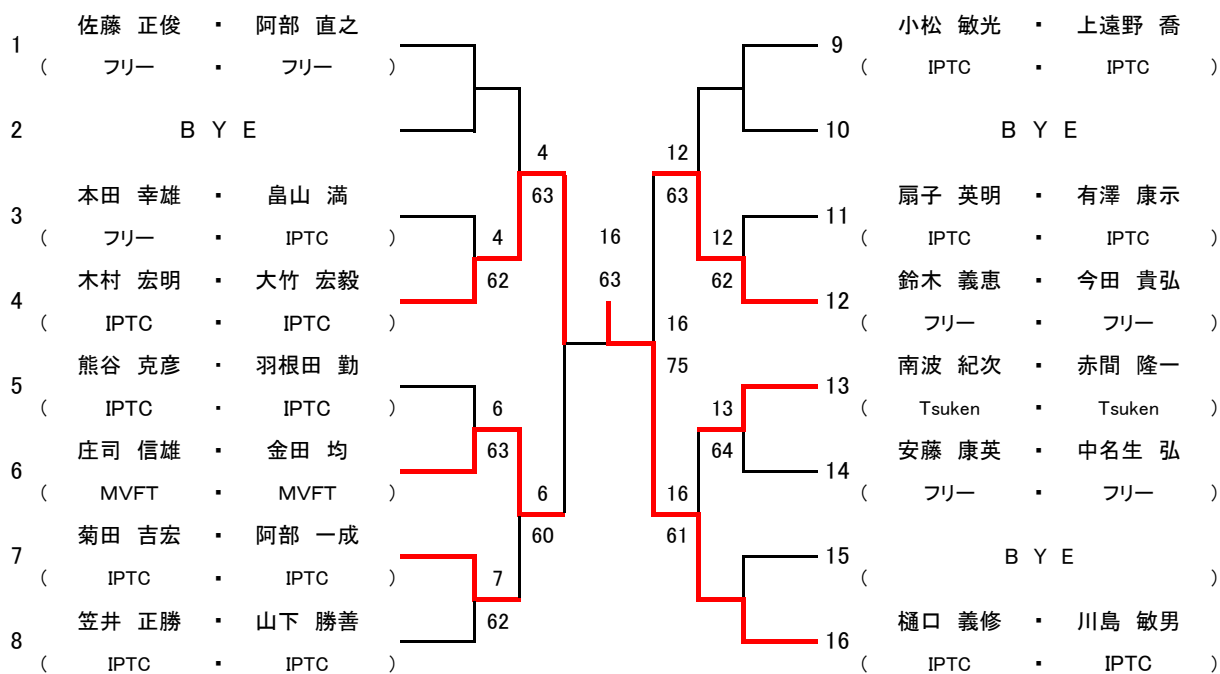 1 佐藤 正俊 ・ 阿部 直之
( フリー ・ フリー )
2 B Y E
3 本田 幸雄 ・ 畠山 満
( フリー ・ IPTC )
4 木村 宏明 ・ 大竹 宏毅
( IPTC ・ IPTC )
5 熊谷 克彦 ・ 羽根田 勤
( IPTC ・ IPTC )
6 庄司 信雄 ・ 金田 均
( MVFT ・ MVFT )
7 菊田 吉宏 ・ 阿部 一成
( IPTC ・ IPTC )
8 笠井 正勝 ・ 山下 勝善
( IPTC ・ IPTC )
4
62
6
63
7
62
4
63
6
60
16
63
16
75
12
63
16
61
12
62
13
64
9 小松 敏光 ・ 上遠野 喬
( IPTC ・ IPTC )
10 B Y E
11 扇子 英明 ・ 有澤 康示
( IPTC ・ IPTC )
12 鈴木 義恵 ・ 今田 貴弘
( フリー ・ フリー )
13 南波 紀次 ・ 赤間 隆一
( Tsuken ・ Tsuken )
14 安藤 康英 ・ 中名生 弘
( フリー ・ フリー )
15 B Y E
( )
16 樋口 義修 ・ 川島 敏男
( IPTC ・ IPTC )